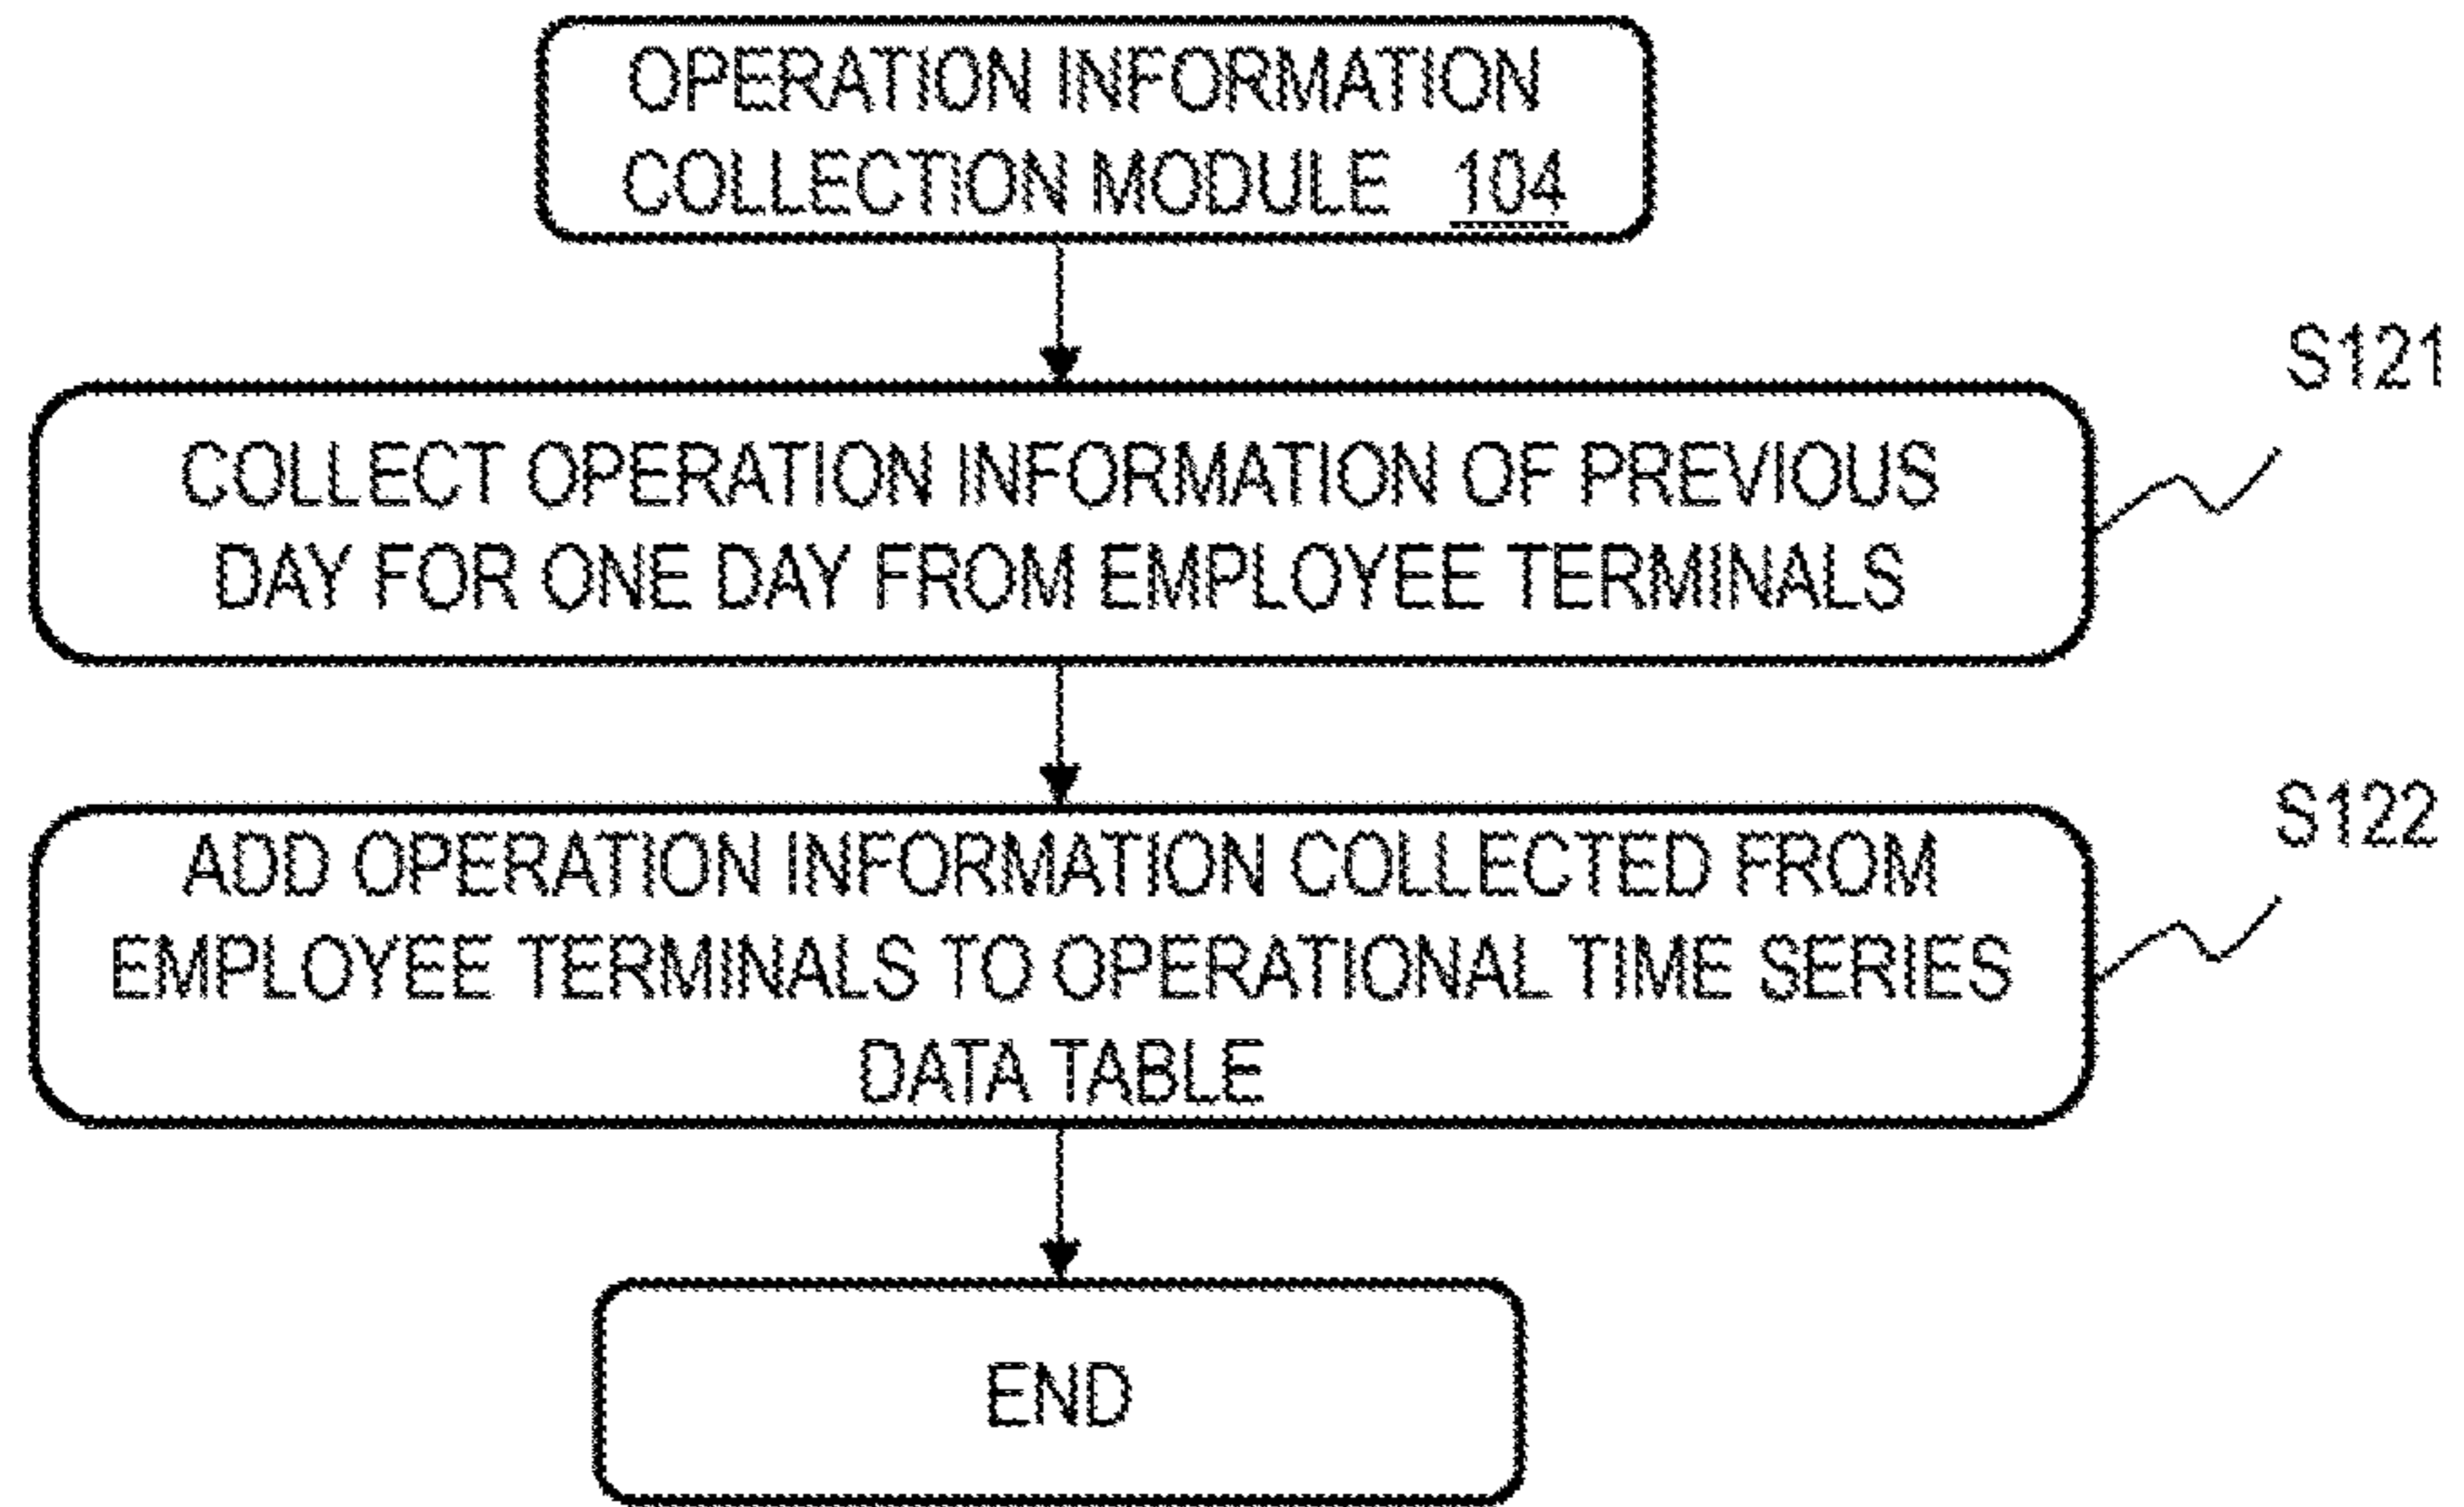 OPERATION INFORMATION
COLLECTION MODULE 104
S121
COLLECT OPERATION INFORMATION OF PREVIOUS
DAY FOR ONE DAY FROM EMPLOYEE TERMINALS
S122
ADD OPERATION INFORMATION COLLECTED FROM
EMPLOYEE TERMINALS TO OPERATIONAL TIME SERIES
DATA TABLE
END